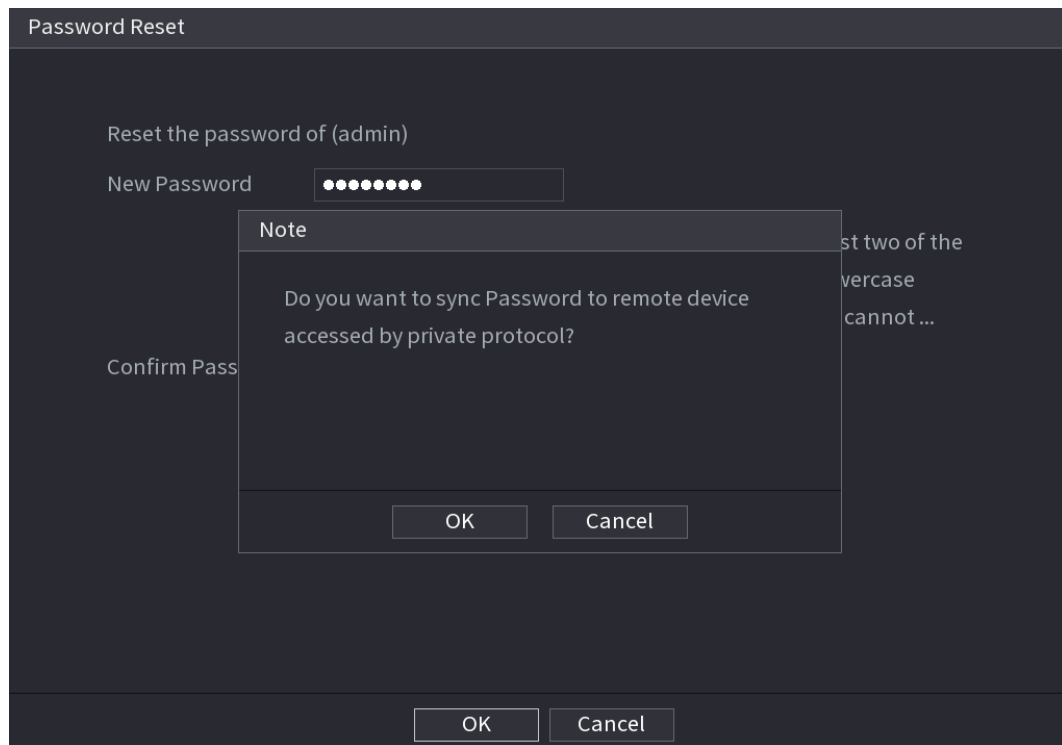 Password Reset
Reset the password of (admin)
New Password ●●●●●●●●
Note
st two of the
Do you want to sync Password to remote device
wercase
accessed by private protocol?
cannot ...
Confirm Pass
OK Cancel
OK Cancel